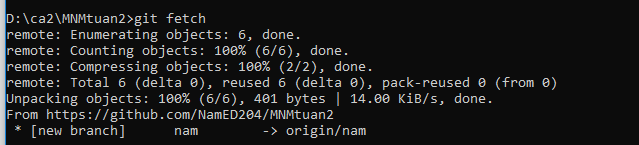 D:\ca2\MNMtuan2>git fetch
remote: Enumerating objects: 6, done.
remote: Counting objects: 100% (6/6), done.
remote: Compressing objects: 100% (2/2), done.
remote: Total 6 (delta 0), reused 6 (delta 0), pack-reused 0 (from 0)
Unpacking objects: 100% (6/6), 401 bytes | 14.00 KiB/s, done.
From https://github.com/NamED204/MNMtuan2
 * [new branch]      nam        -> origin/nam